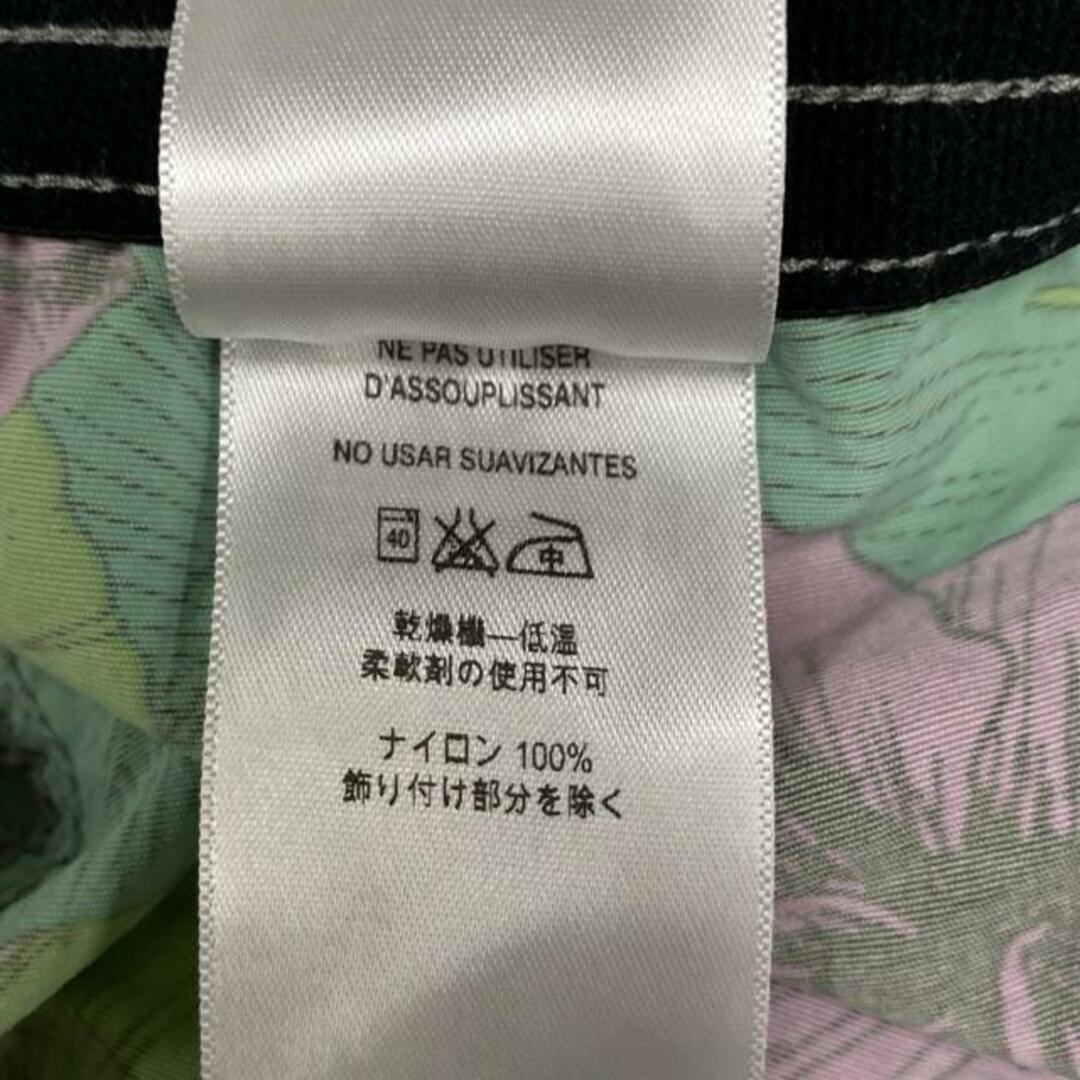 NE PAS UTILISER
D'ASSOUPLISSANT
NO USAR SUAVIZANTES
40 中
乾燥機—低温
柔軟剤の使用不可
ナイロン 100%
飾り付け部分を除く